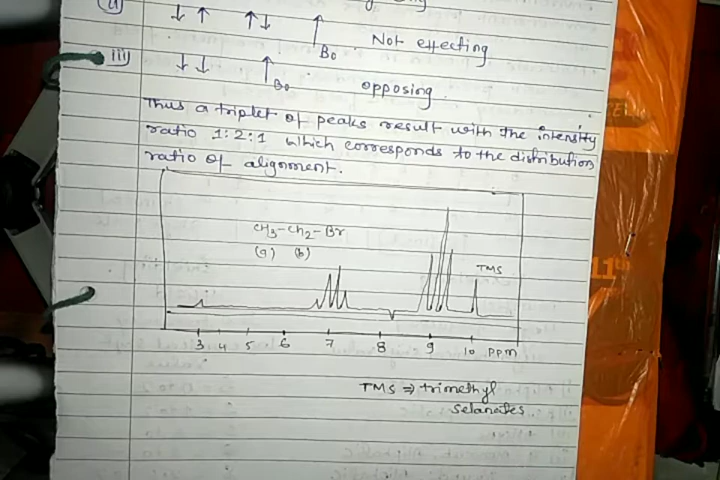 ii)
↓ ↑ ↑↓ ↑ B₀ Not effecting
iii) ↓↓ ↑ B₀ opposing
Thus a triplet of peaks result with the intensity
ratio 1:2:1 which corresponds to the distribution
ratio of alignment.
CH₃-CH₂-Br
(a) (b)
TMS
3 4 5 6 7 8 9 10 PPM
TMS ⇒ trimethyl
selanates.
11th